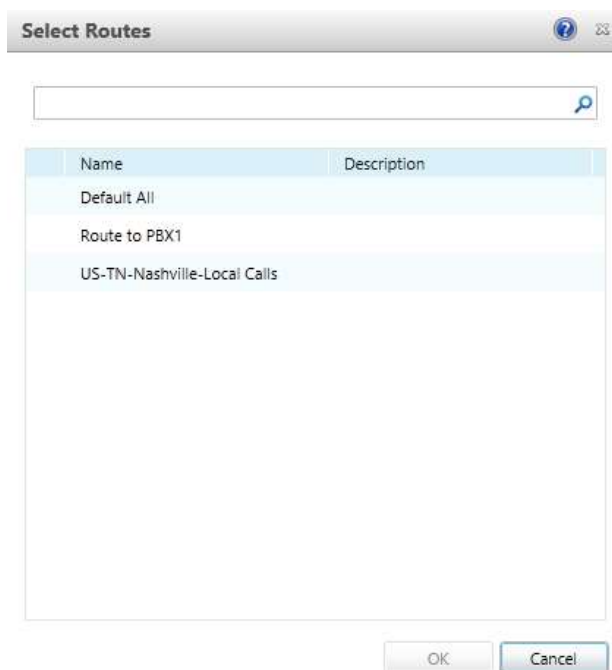 Select Routes
Name Description
Default All
Route to PBX1
US-TN-Nashville-Local Calls
OK Cancel